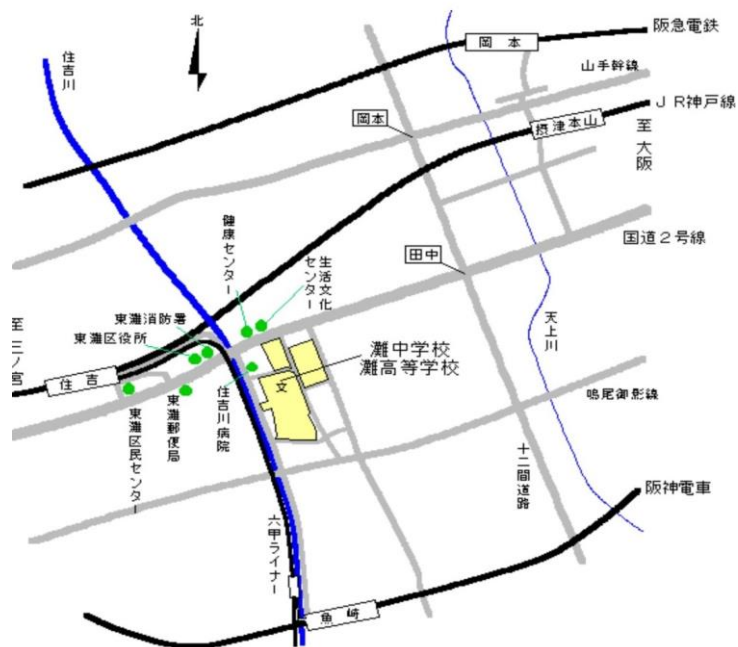 北
住吉川
岡本
阪急電鉄
山手幹線
JR神戸線
岡本
摂津本山
至大阪
国道2号線
健康センター
生活文化
センター
田中
天上川
東灘消防署
東灘区役所
至三ノ宮
住吉
灘中学校
灘高等学校
文
鳴尾御影線
住吉川病院
東灘郵便局
東灘区民センター
十二間道路
阪神電車
六甲ライナー
魚崎